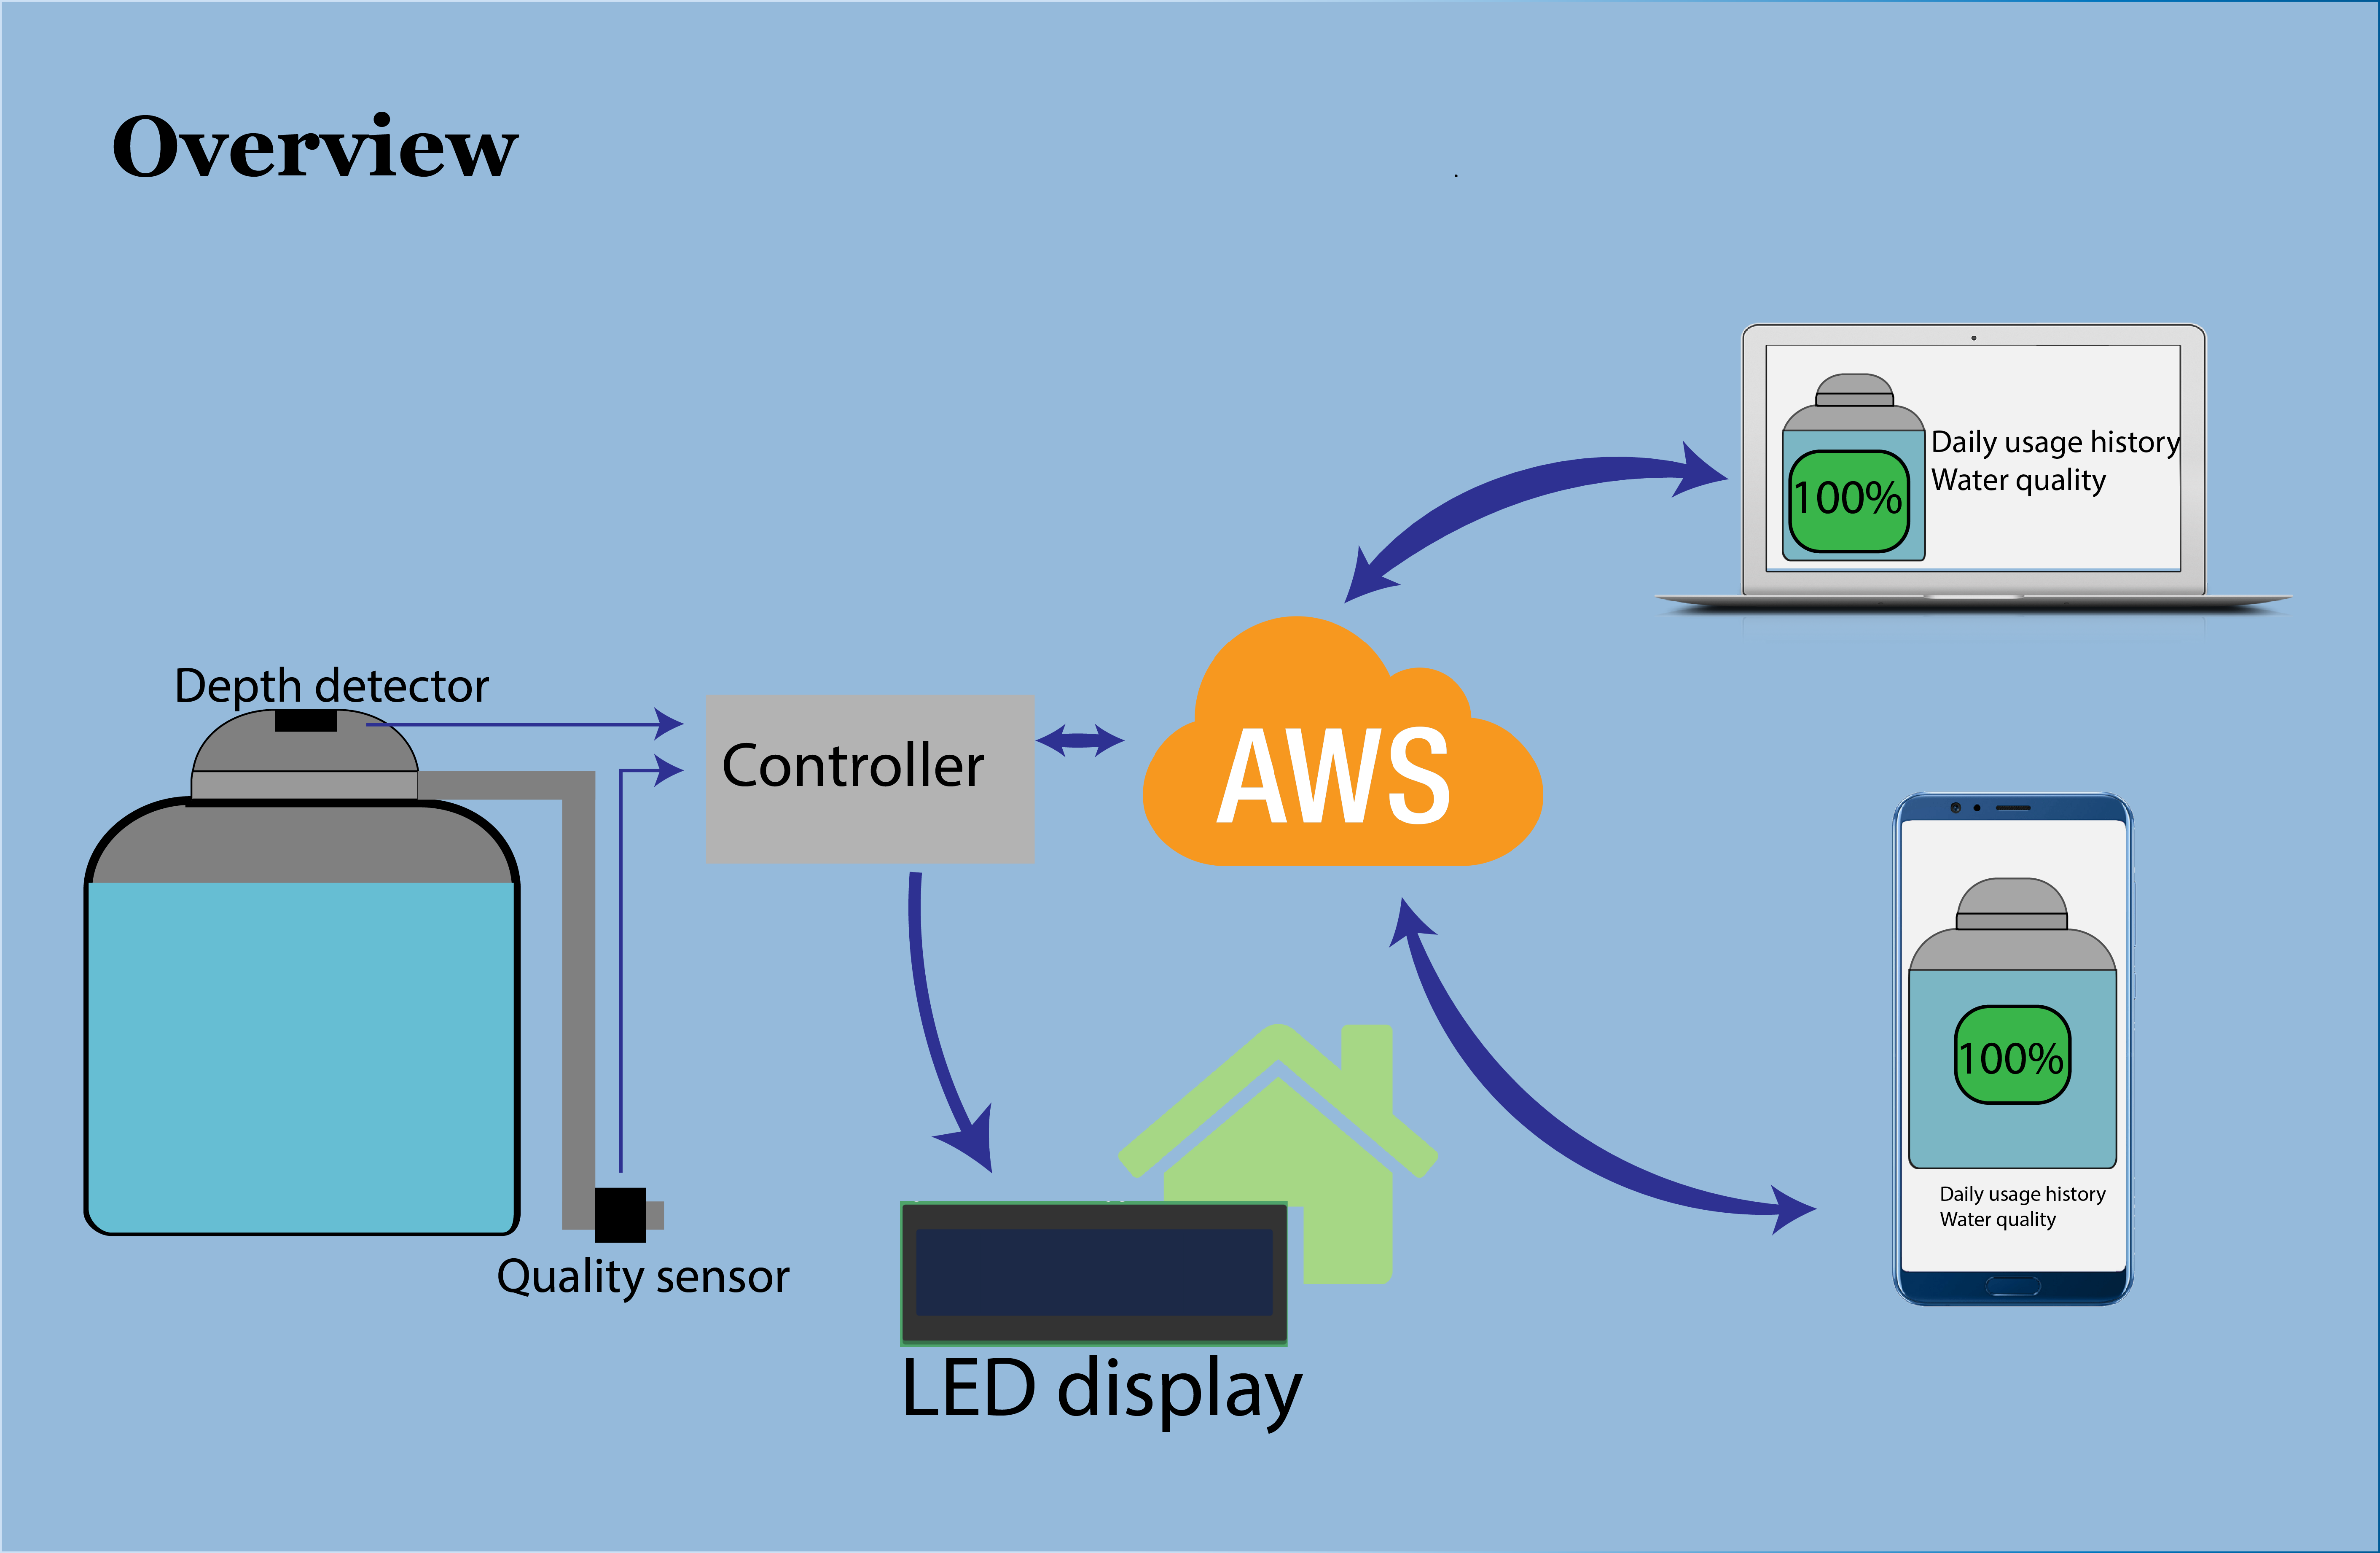 Overview
Daily usage history
Water quality
100%
Depth detector
Controller
AWS
100%
Daily usage history
Water quality
Quality sensor
LED display